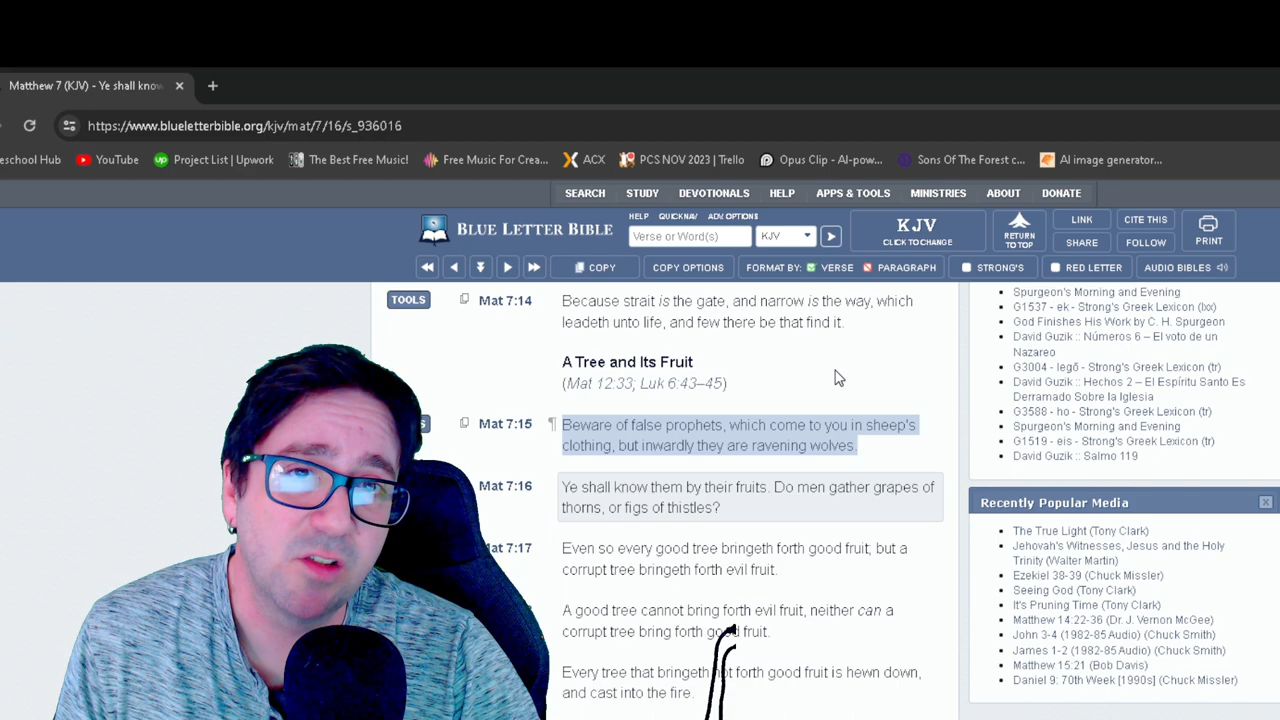 Matthew 7 (KJV) - Ye shall know
https://www.blueletterbible.org/kjv/mat/7/16/s_936016
eschool Hub YouTube Project List | Upwork The Best Free Music! Free Music For Crea... ACX PCS NOV 2023 | Trello Opus Clip - AI-pow... Sons Of The Forest c... AI image generator...
SEARCH STUDY DEVOTIONALS HELP APPS & TOOLS MINISTRIES ABOUT DONATE
BLUE LETTER BIBLE
HELP QUICKNAV ADV. OPTIONS
Verse or Word(s) KJV
KJV
CLICK TO CHANGE
RETURN
TO TOP
LINK CITE THIS
SHARE FOLLOW
PRINT
COPY COPY OPTIONS FORMAT BY: VERSE PARAGRAPH STRONG'S RED LETTER AUDIO BIBLES
TOOLS Mat 7:14 Because strait is the gate, and narrow is the way, which
leadeth unto life, and few there be that find it.
A Tree and Its Fruit
(Mat 12:33; Luk 6:43–45)
S Mat 7:15 ¶ Beware of false prophets, which come to you in sheep's
clothing, but inwardly they are ravening wolves.
Mat 7:16 Ye shall know them by their fruits. Do men gather grapes of
thorns, or figs of thistles?
at 7:17 Even so every good tree bringeth forth good fruit; but a
corrupt tree bringeth forth evil fruit.
A good tree cannot bring forth evil fruit, neither can a
corrupt tree bring forth good fruit.
Every tree that bringeth not forth good fruit is hewn down,
and cast into the fire.
Spurgeon's Morning and Evening
G1537 - ek - Strong's Greek Lexicon (lxx)
God Finishes His Work by C. H. Spurgeon
David Guzik :: Números 6 – El voto de un
Nazareo
G3004 - legō - Strong's Greek Lexicon (tr)
David Guzik :: Hechos 2 – El Espíritu Santo Es
Derramado Sobre la Iglesia
G3588 - ho - Strong's Greek Lexicon (tr)
Spurgeon's Morning and Evening
G1519 - eis - Strong's Greek Lexicon (tr)
David Guzik :: Salmo 119
Recently Popular Media
The True Light (Tony Clark)
Jehovah's Witnesses, Jesus and the Holy
Trinity (Walter Martin)
Ezekiel 38-39 (Chuck Missler)
Seeing God (Tony Clark)
It's Pruning Time (Tony Clark)
Matthew 14:22-36 (Dr. J. Vernon McGee)
John 3-4 (1982-85 Audio) (Chuck Smith)
James 1-2 (1982-85 Audio) (Chuck Smith)
Matthew 15:21 (Bob Davis)
Daniel 9: 70th Week [1990s] (Chuck Missler)